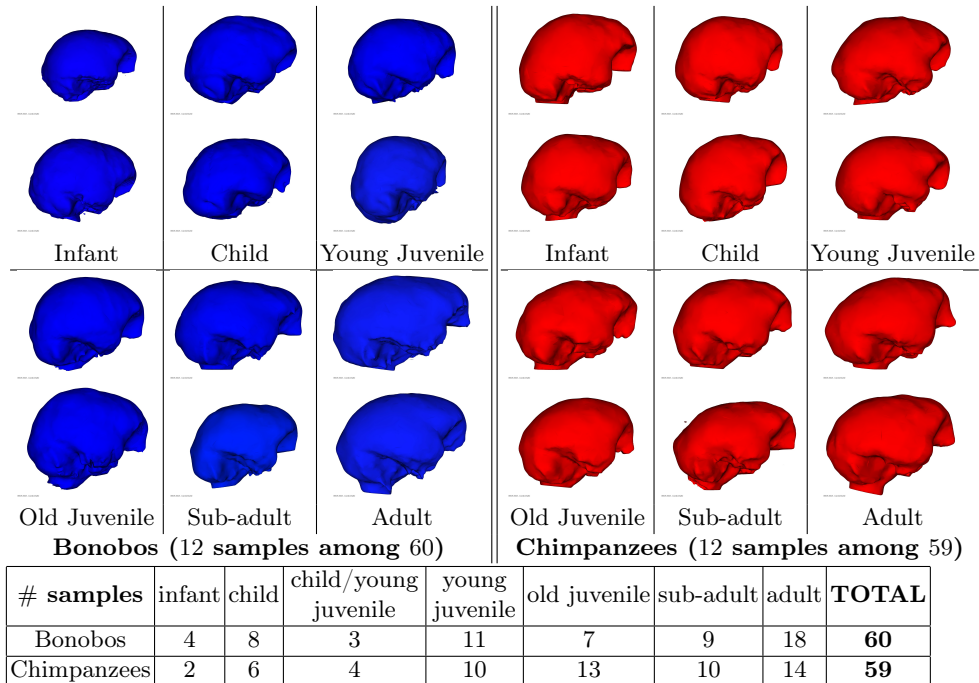 Infant Child Young Juvenile Infant Child Young Juvenile
Old Juvenile Sub-adult Adult Old Juvenile Sub-adult Adult
Bonobos (12 samples among 60) Chimpanzees (12 samples among 59)
# samples infant child child/young juvenile young juvenile old juvenile sub-adult adult TOTAL
Bonobos 4 8 3 11 7 9 18 60
Chimpanzees 2 6 4 10 13 10 14 59